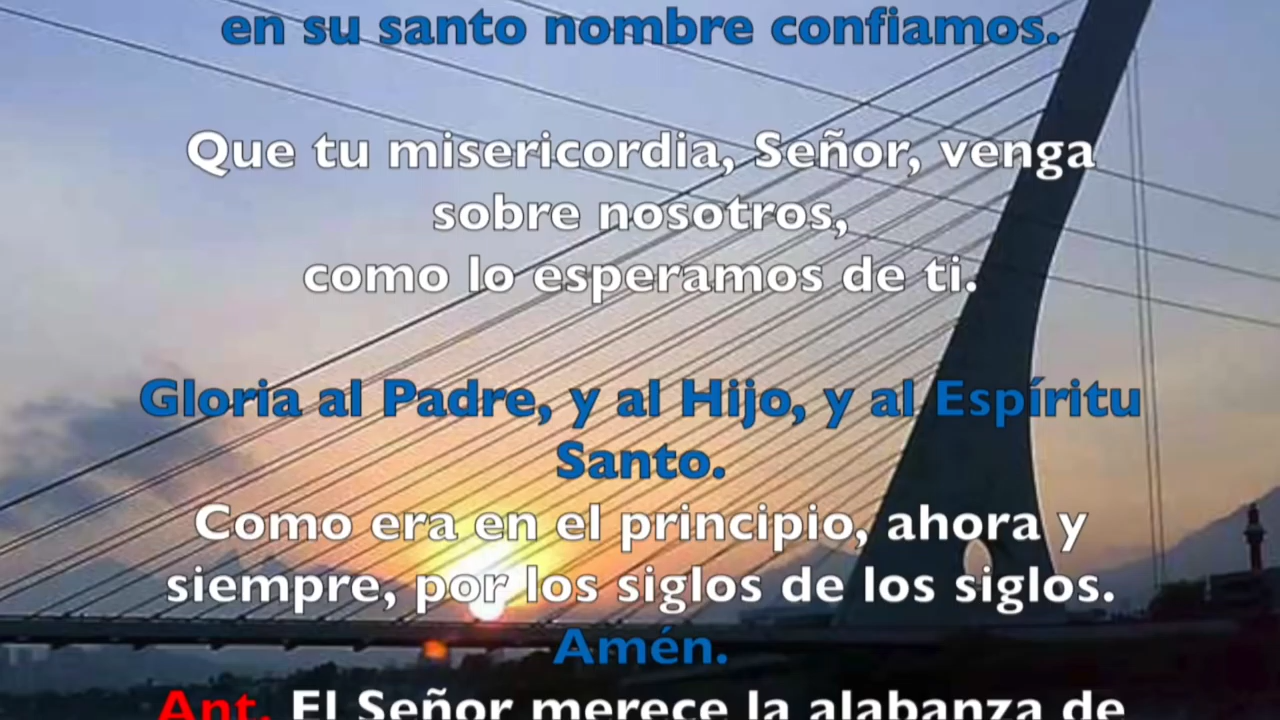 en su santo nombre confiamos.
Que tu misericordia, Señor, venga
sobre nosotros,
como lo esperamos de ti.
Gloria al Padre, y al Hijo, y al Espíritu
Santo.
Como era en el principio, ahora y
siempre, por los siglos de los siglos.
Amén.
Ant. El Señor merece la alabanza de